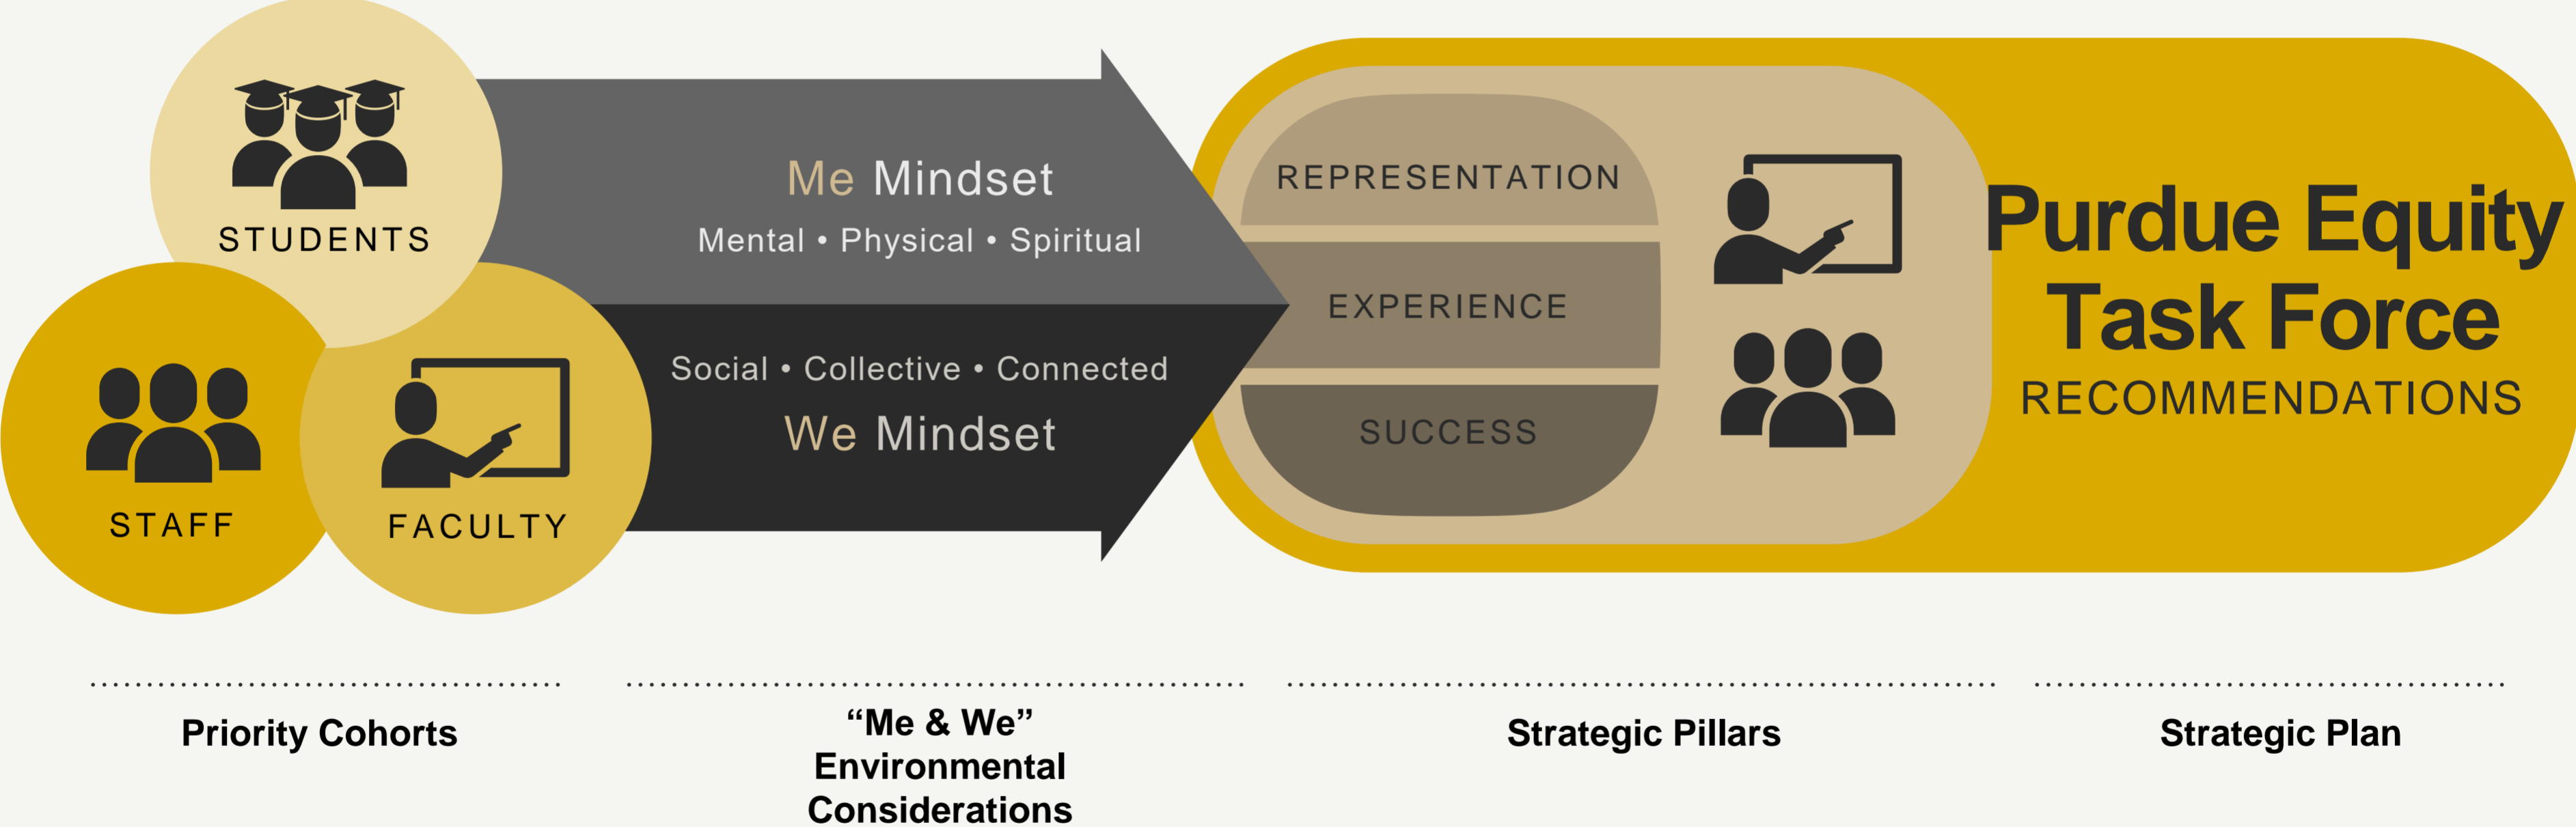 STUDENTS
STAFF
FACULTY
Me Mindset
Mental • Physical • Spiritual
Social • Collective • Connected
We Mindset
REPRESENTATION
EXPERIENCE
SUCCESS
Purdue Equity
Task Force
RECOMMENDATIONS
Priority Cohorts
“Me & We”
Environmental
Considerations
Strategic Pillars
Strategic Plan